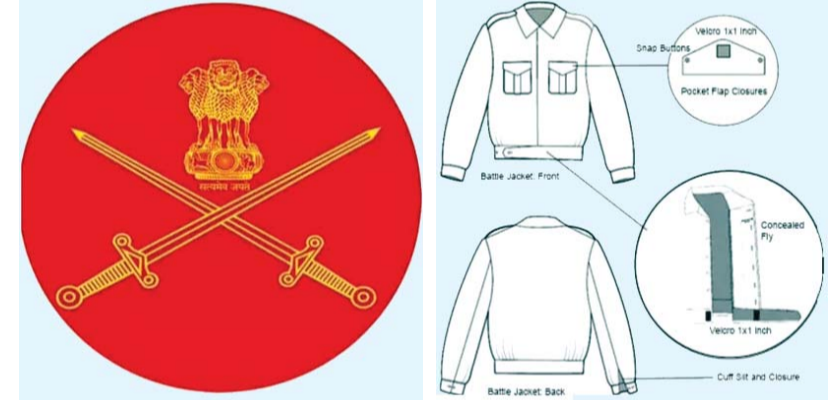 सत्यमेव जयते
Velcro 1x1 Inch
Snap Buttons
Pocket Flap Closures
Battle Jacket: Front
Concealed
Fly
Velcro 1x1 Inch
Cuff Slit and Closure
Battle Jacket: Back